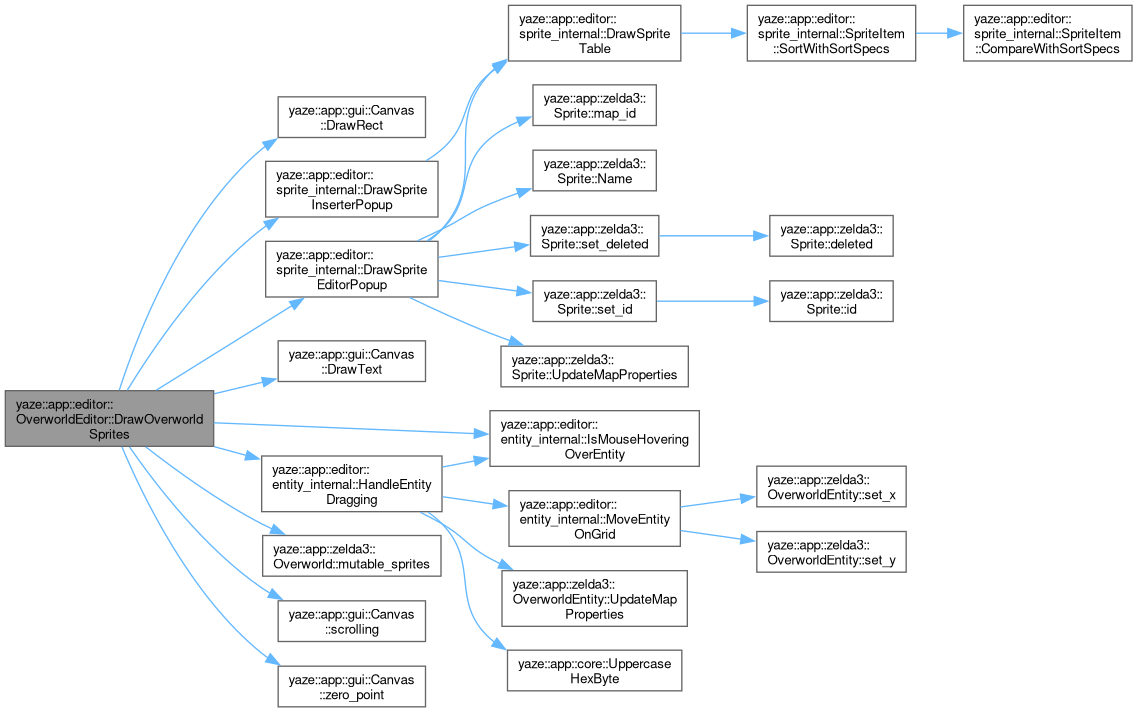 yaze::app::editor::
OverworldEditor::DrawOverworld
Sprites
yaze::app::gui::Canvas
::DrawRect
yaze::app::editor::
sprite_internal::DrawSprite
InserterPopup
yaze::app::editor::
sprite_internal::DrawSprite
EditorPopup
yaze::app::gui::Canvas
::DrawText
yaze::app::editor::
entity_internal::HandleEntity
Dragging
yaze::app::zelda3::
Overworld::mutable_sprites
yaze::app::gui::Canvas
::scrolling
yaze::app::gui::Canvas
::zero_point
yaze::app::editor::
sprite_internal::DrawSprite
Table
yaze::app::zelda3::
Sprite::map_id
yaze::app::zelda3::
Sprite::Name
yaze::app::zelda3::
Sprite::set_deleted
yaze::app::zelda3::
Sprite::set_id
yaze::app::zelda3::
Sprite::UpdateMapProperties
yaze::app::editor::
entity_internal::IsMouseHovering
OverEntity
yaze::app::editor::
entity_internal::MoveEntity
OnGrid
yaze::app::zelda3::
OverworldEntity::UpdateMap
Properties
yaze::app::core::Uppercase
HexByte
yaze::app::editor::
sprite_internal::SpriteItem
::SortWithSortSpecs
yaze::app::zelda3::
Sprite::deleted
yaze::app::zelda3::
Sprite::id
yaze::app::zelda3::
OverworldEntity::set_x
yaze::app::zelda3::
OverworldEntity::set_y
yaze::app::editor::
sprite_internal::SpriteItem
::CompareWithSortSpecs